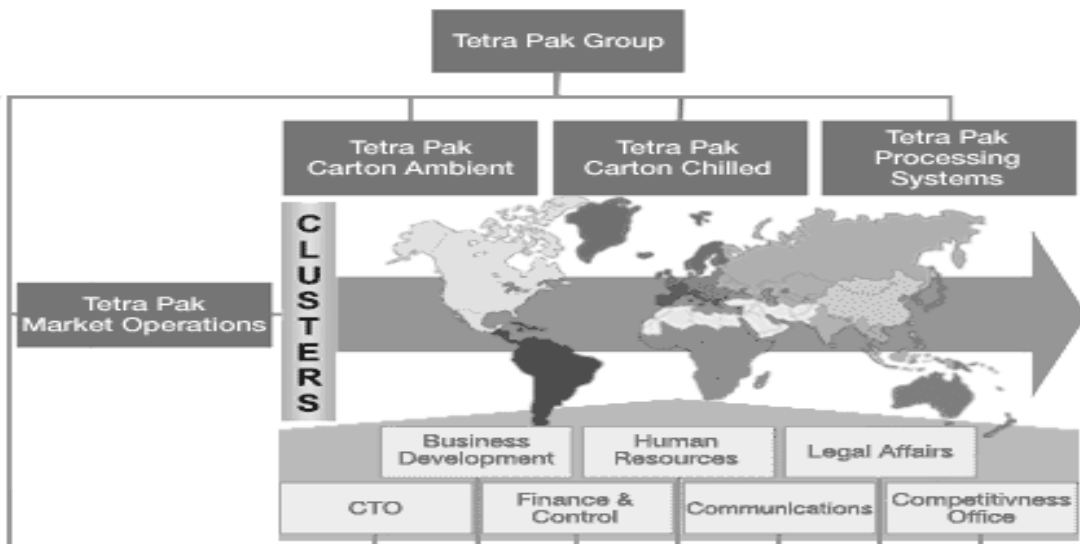 Tetra Pak Group
Tetra Pak
Carton Ambient
Tetra Pak
Carton Chilled
Tetra Pak
Processing
Systems
CLUSTERS
Tetra Pak
Market Operations
Business
Development
Human
Resources
Legal Affairs
CTO
Finance &
Control
Communications
Competitivness
Office